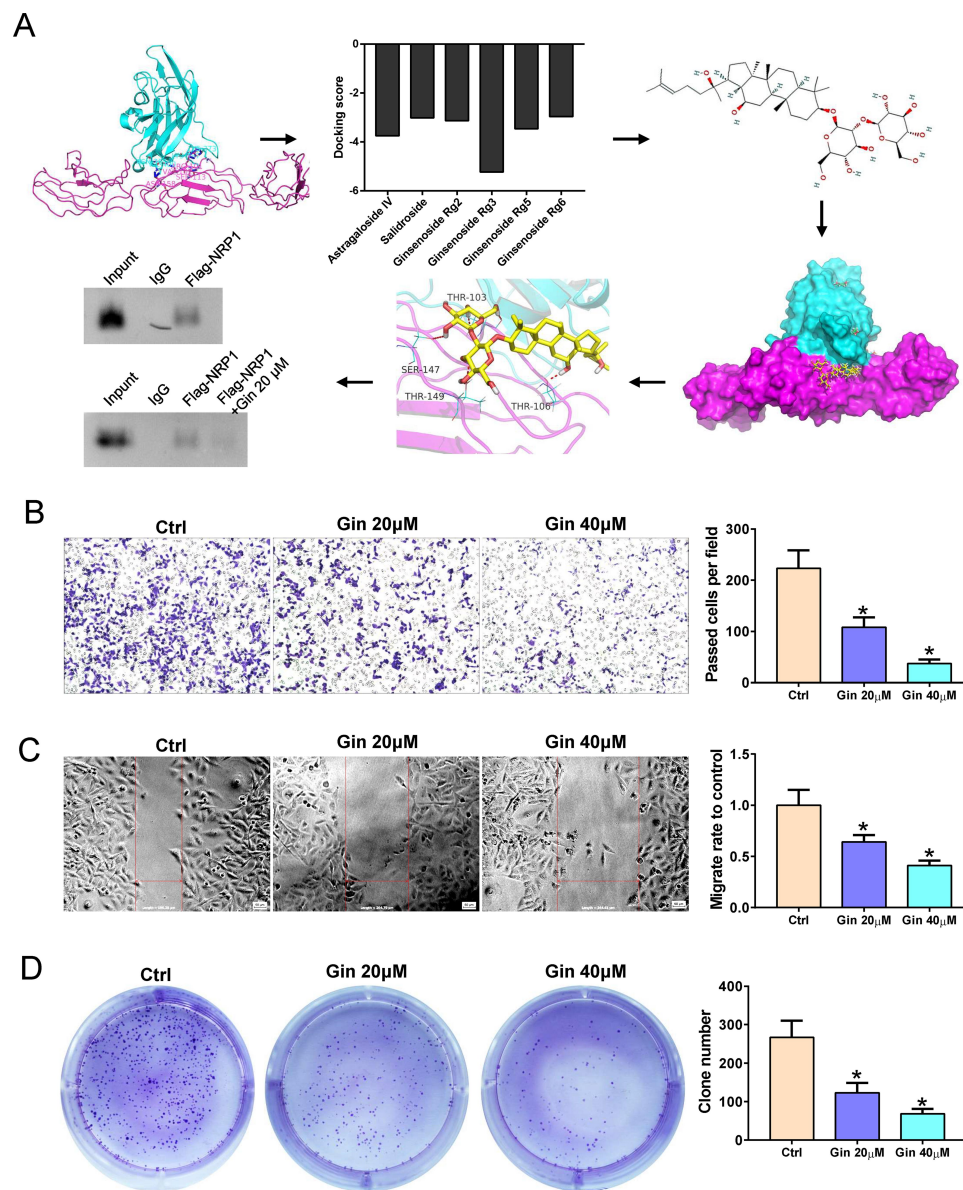 A
0
-2
-4
-6
Docking score
Astragaloside IV
Salidroside
Ginsenoside Rg2
Ginsenoside Rg3
Ginsenoside Rg5
Ginsenoside Rg6
H
O
Inpunt
IgG
Flag-NRP1
Input
IgG
Flag-NRP1
Flag-NRP1
+Gin 20 μM
THR-103
SER-147
THR-149
THR-106
B
Ctrl
Gin 20μM
Gin 40μM
Passed cells per field
300
200
100
0
*
*
Ctrl
Gin 20μM
Gin 40μM
C
Ctrl
Gin 20μM
Gin 40μM
Migrate rate to control
1.5
1.0
0.5
0.0
*
*
Ctrl
Gin 20μM
Gin 40μM
D
Ctrl
Gin 20μM
Gin 40μM
Clone number
400
300
200
100
0
*
*
Ctrl
Gin 20μM
Gin 40μM